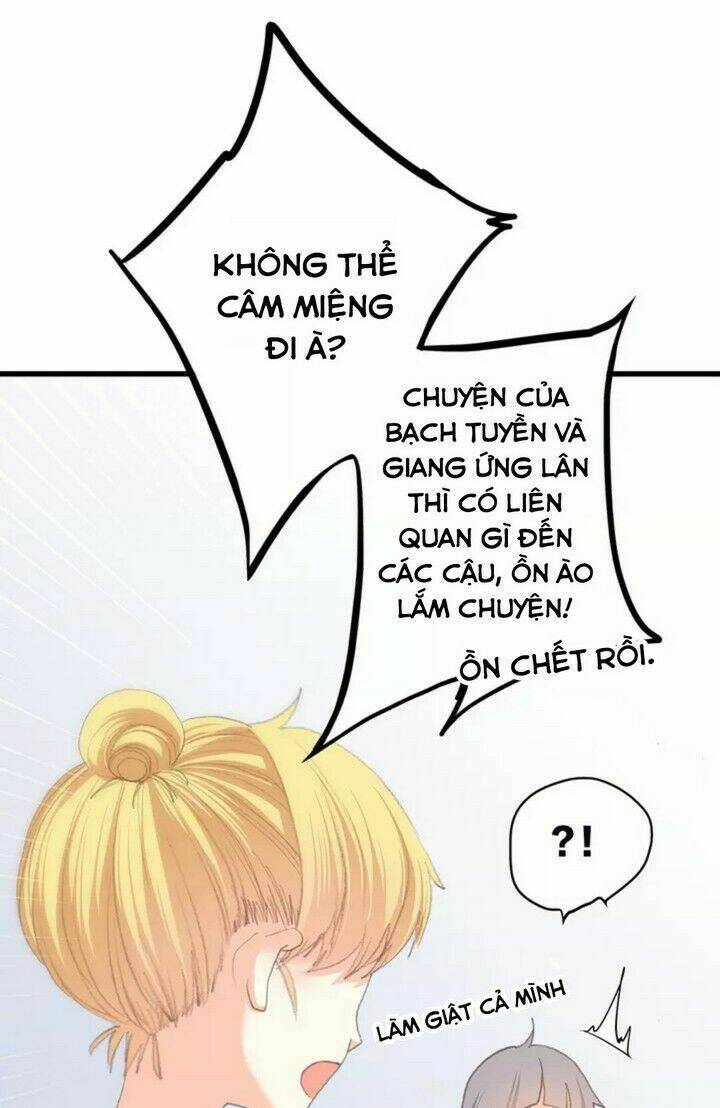 KHÔNG THỂ
CÂM MIỆNG
ĐI À?
CHUYỆN CỦA
BẠCH TUYỀN VÀ
GIANG ỨNG LÂN
THÌ CÓ LIÊN
QUAN GÌ ĐẾN
CÁC CẬU, ỒN ÀO
LẮM CHUYỆN!
ỒN CHẾT RỒI.
?!
LÀM GIẬT CẢ MÌNH